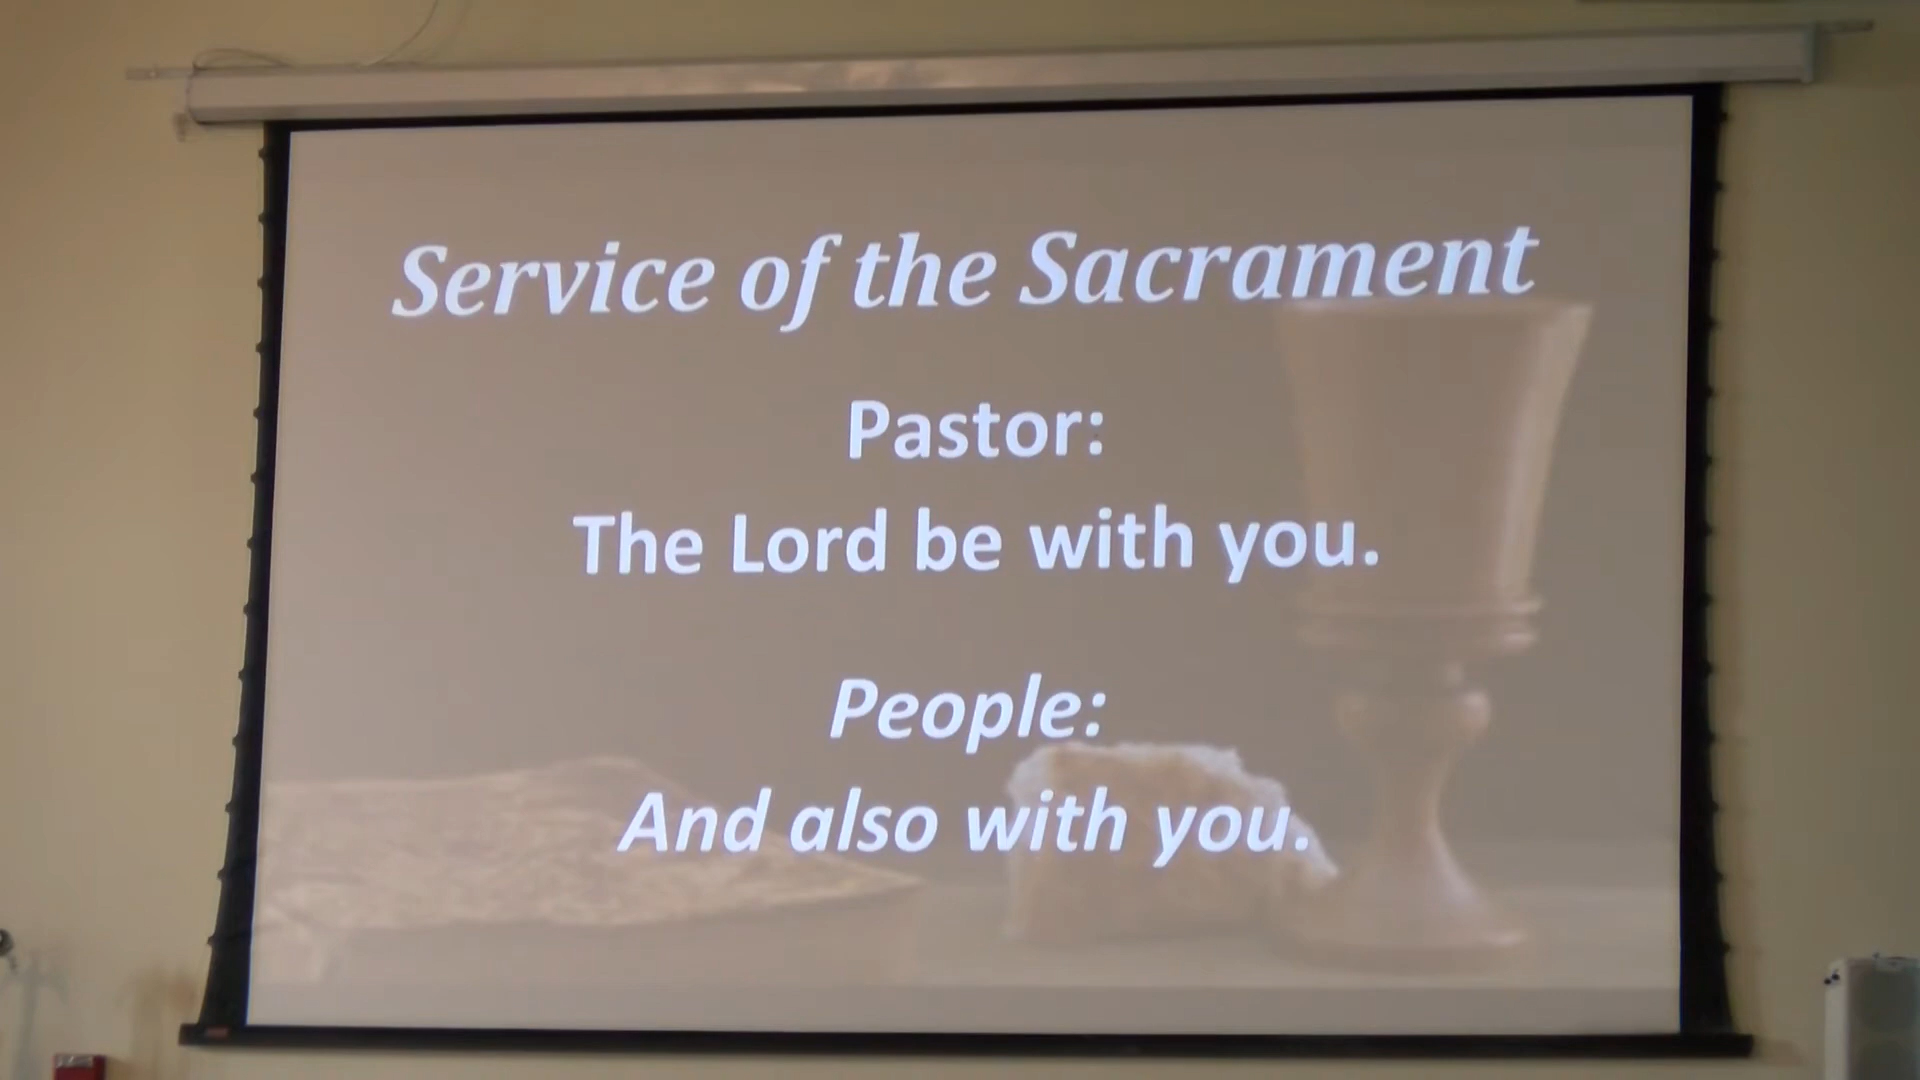 Service of the Sacrament
Pastor:
The Lord be with you.
People:
And also with you.